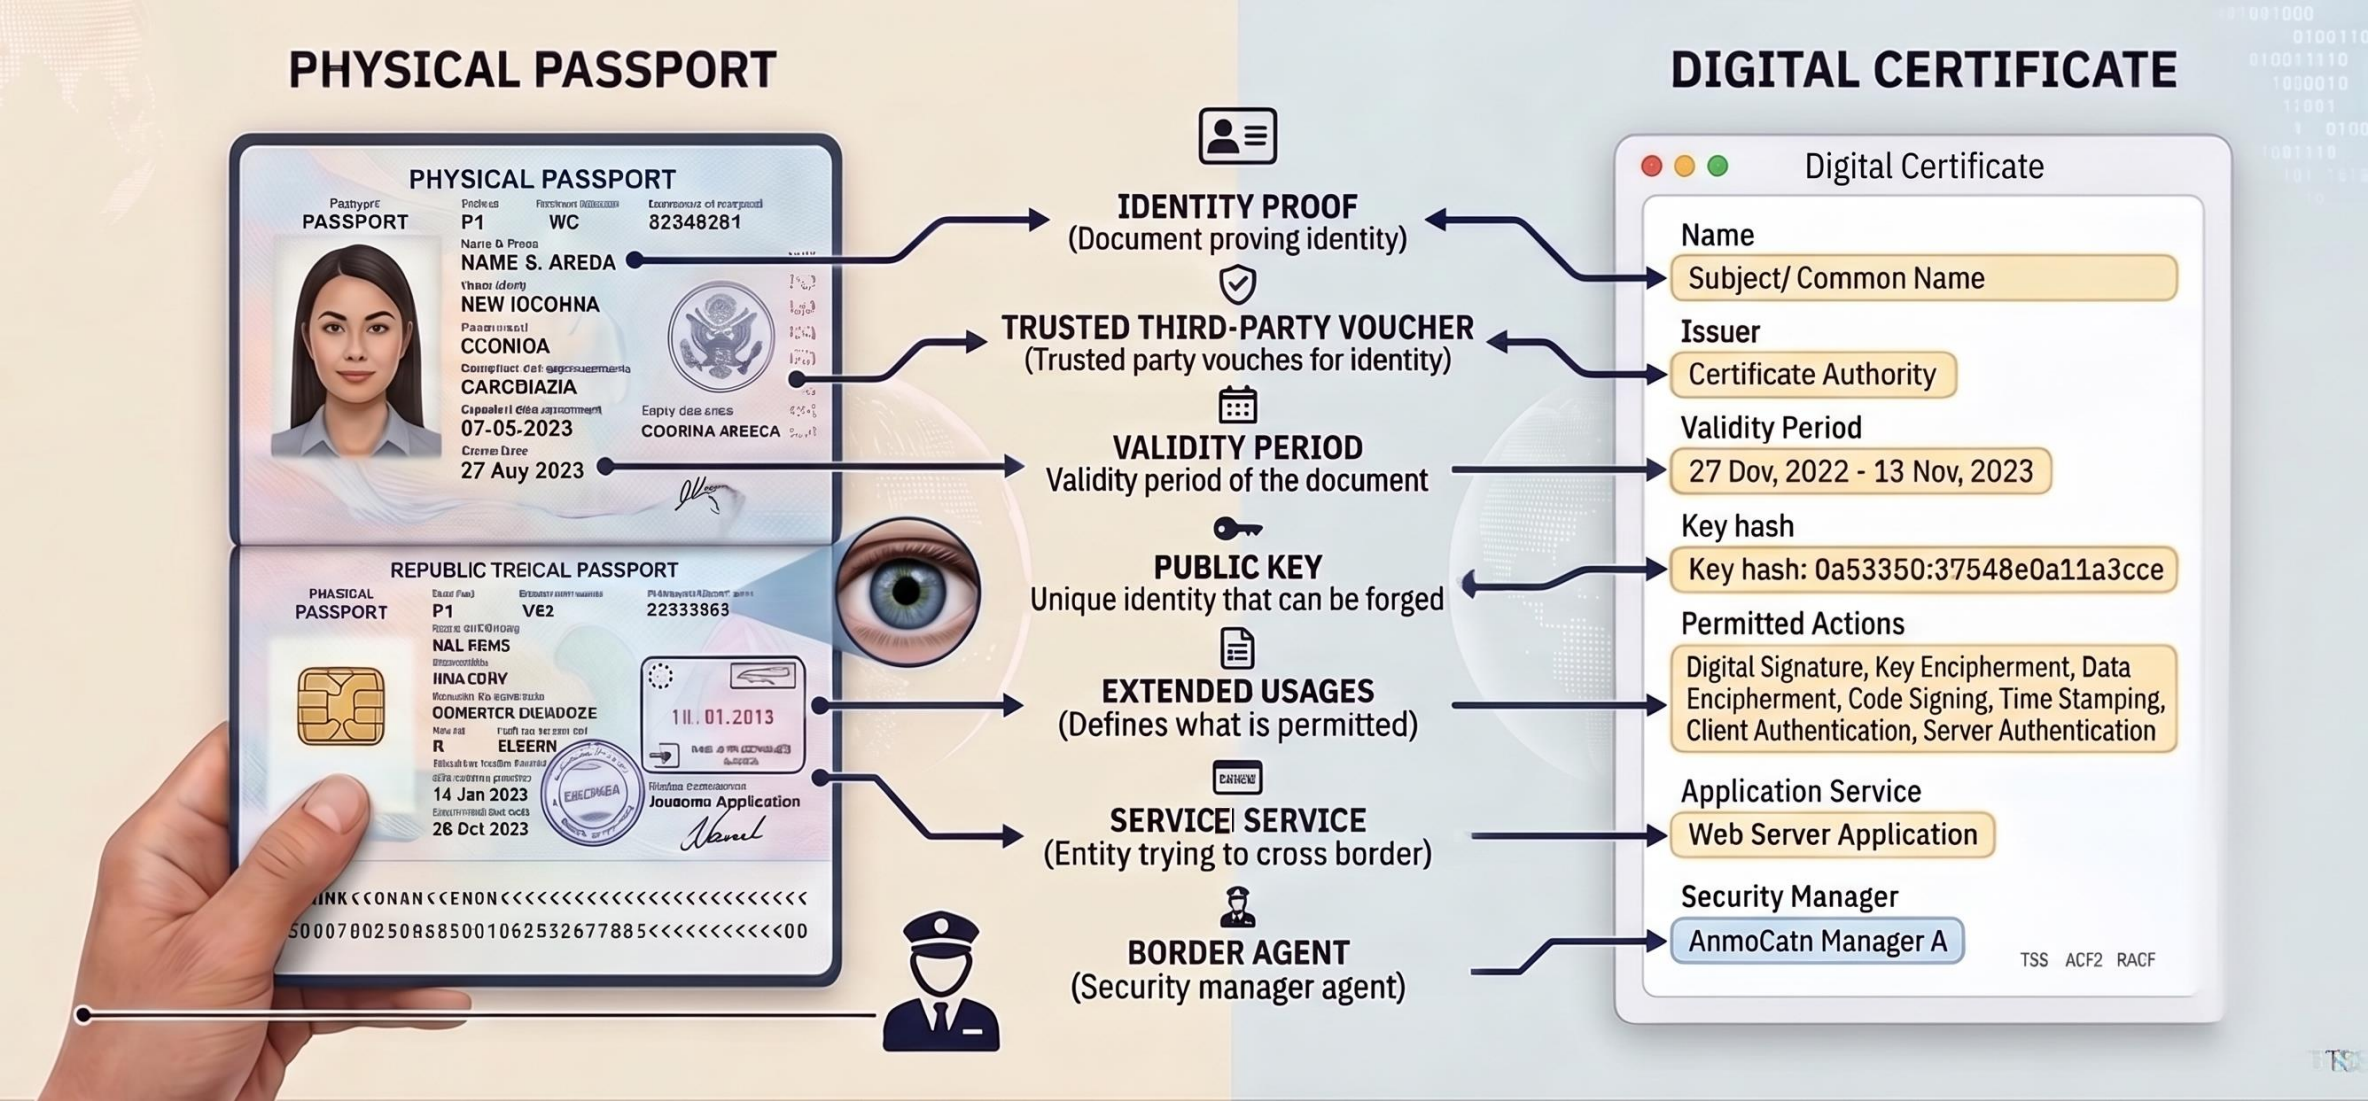 PHYSICAL PASSPORT
DIGITAL CERTIFICATE
PHYSICAL PASSPORT
PASSPORT
P1
WC
82348281
NAME S. AREDA
NEW IOCOHNA
CCONIOA
CARCBIAZIA
07-05-2023
COORINA AREECA
27 Auy 2023
REPUBLIC TREICAL PASSPORT
PHASICAL
PASSPORT
P1
VE2
22333863
NAL FEMS
IINA CORY
R
ELEERN
14 Jan 2023
26 Oct 2023
01.2013
Jouaoma Application
IDENTITY PROOF
(Document proving identity)
TRUSTED THIRD-PARTY VOUCHER
(Trusted party vouches for identity)
VALIDITY PERIOD
Validity period of the document
PUBLIC KEY
Unique identity that can be forged
EXTENDED USAGES
(Defines what is permitted)
SERVICE SERVICE
(Entity trying to cross border)
BORDER AGENT
(Security manager agent)
Digital Certificate
Name
Subject/ Common Name
Issuer
Certificate Authority
Validity Period
27 Dov, 2022 - 13 Nov, 2023
Key hash
Key hash: 0a53350:37548e0a11a3cce
Permitted Actions
Digital Signature, Key Encipherment, Data
Encipherment, Code Signing, Time Stamping,
Client Authentication, Server Authentication
Application Service
Web Server Application
Security Manager
AnmoCatn Manager A
TSS ACF2 RACF